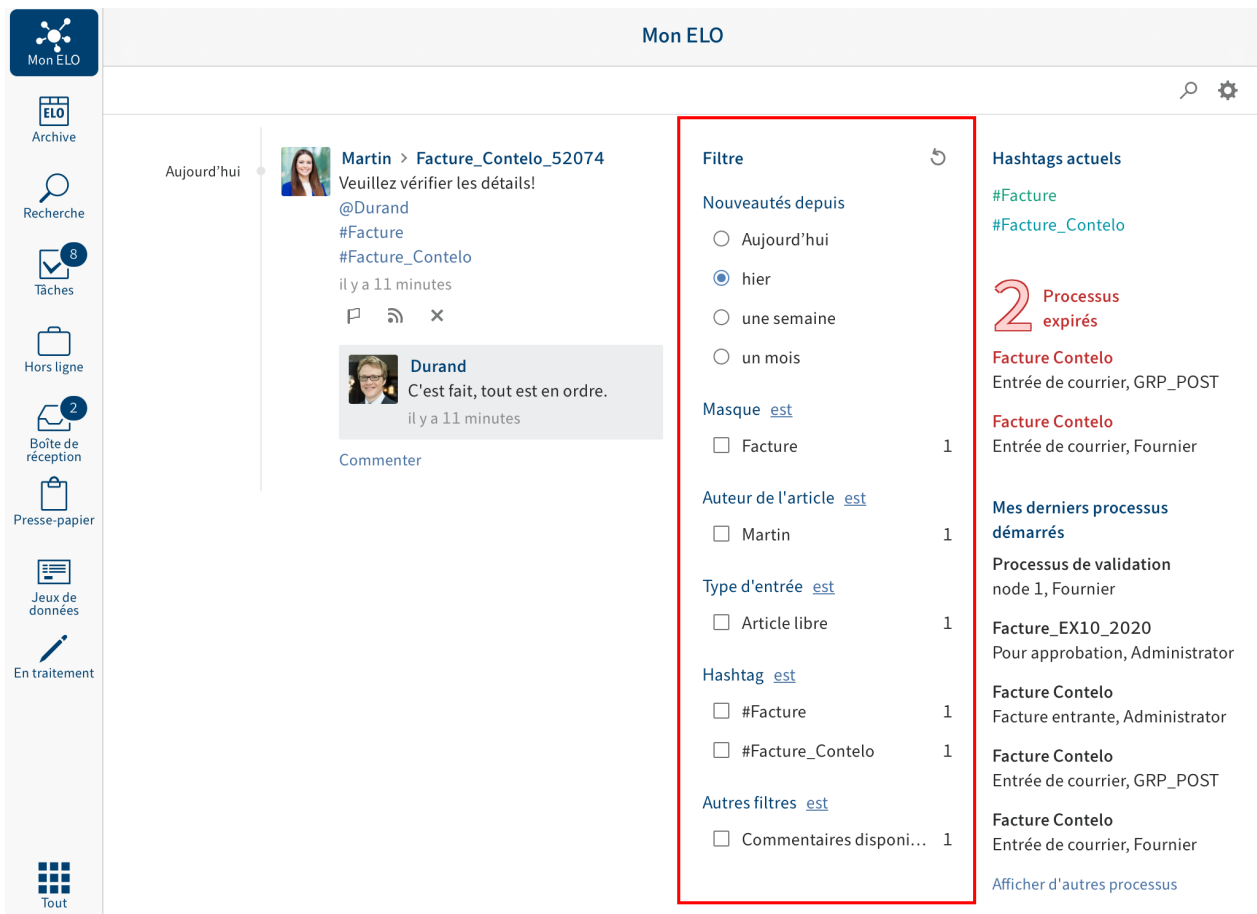 Mon ELO
Mon ELO
ELO
Archive
Recherche
8
Tâches
Hors ligne
2
Boîte de
réception
Presse-papier
Jeux de
données
En traitement
Tout
Aujourd’hui
Martin > Facture_Contelo_52074
Veuillez vérifier les détails!
@Durand
#Facture
#Facture_Contelo
il y a 11 minutes
Durand
C'est fait, tout est en ordre.
il y a 11 minutes
Commenter
Filtre
Nouveautés depuis
Aujourd’hui
hier
une semaine
un mois
Masque est
Facture 1
Auteur de l'article est
Martin 1
Type d'entrée est
Article libre 1
Hashtag est
#Facture 1
#Facture_Contelo 1
Autres filtres est
Commentaires disponi... 1
Hashtags actuels
#Facture
#Facture_Contelo
2 Processus
expirés
Facture Contelo
Entrée de courrier, GRP_POST
Facture Contelo
Entrée de courrier, Fournier
Mes derniers processus
démarrés
Processus de validation
node 1, Fournier
Facture_EX10_2020
Pour approbation, Administrator
Facture Contelo
Facture entrante, Administrator
Facture Contelo
Entrée de courrier, GRP_POST
Facture Contelo
Entrée de courrier, Fournier
Afficher d'autres processus